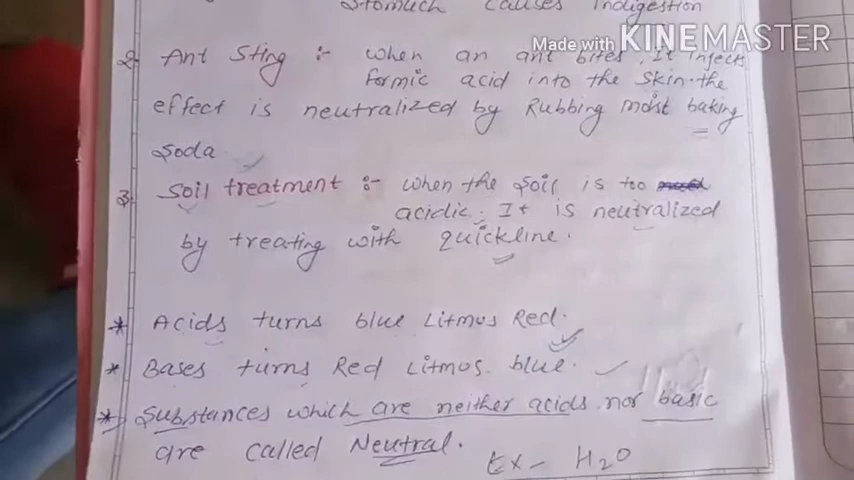 Stomach causes Indigestion
Made with KINEMASTER
2 Ant Sting :- when an ant bites, It injects
formic acid into the skin. the
effect is neutralized by Rubbing moist baking
soda
3 Soil treatment :- when the soil is too
acidic. It is neutralized
by treating with quickline.
* Acids turns blue Litmus Red.
* Bases turns Red Litmos. blue.
* Substances which are neither acids nor basic
are called Neutral.
Ex- H2O